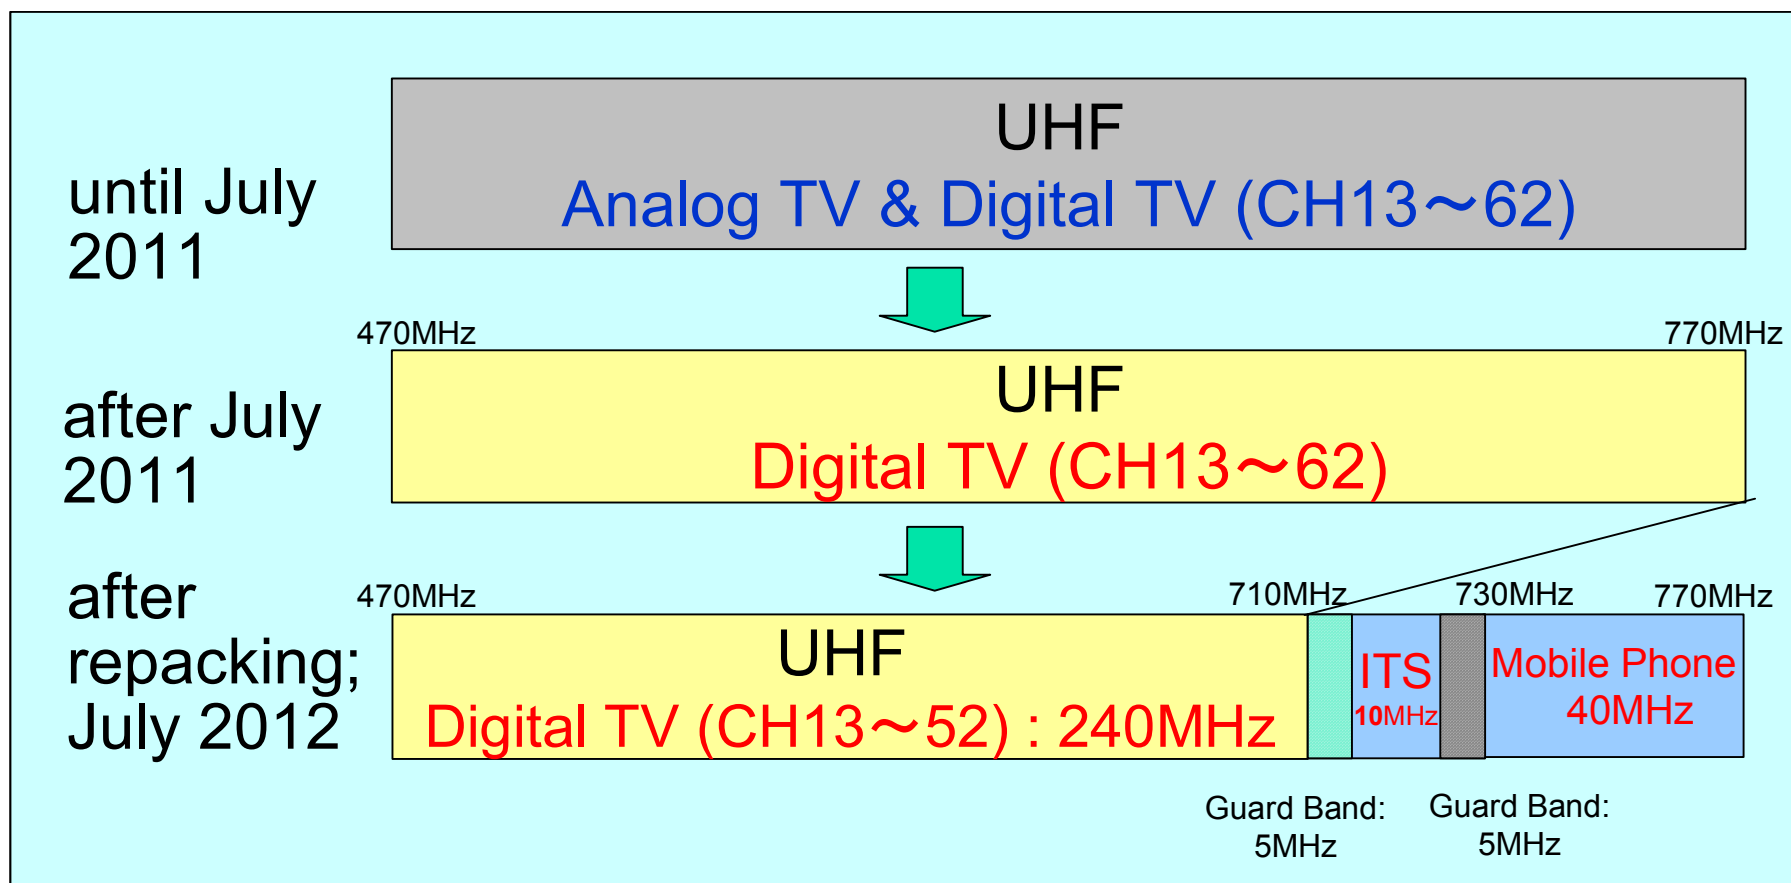 until July
2011
UHF
Analog TV & Digital TV (CH13～62)
470MHz
770MHz
after July
2011
UHF
Digital TV (CH13～62)
after
repacking;
July 2012
470MHz
710MHz
730MHz
770MHz
UHF
Digital TV (CH13～52) : 240MHz
ITS
10MHz
Mobile Phone
40MHz
Guard Band:
5MHz
Guard Band:
5MHz